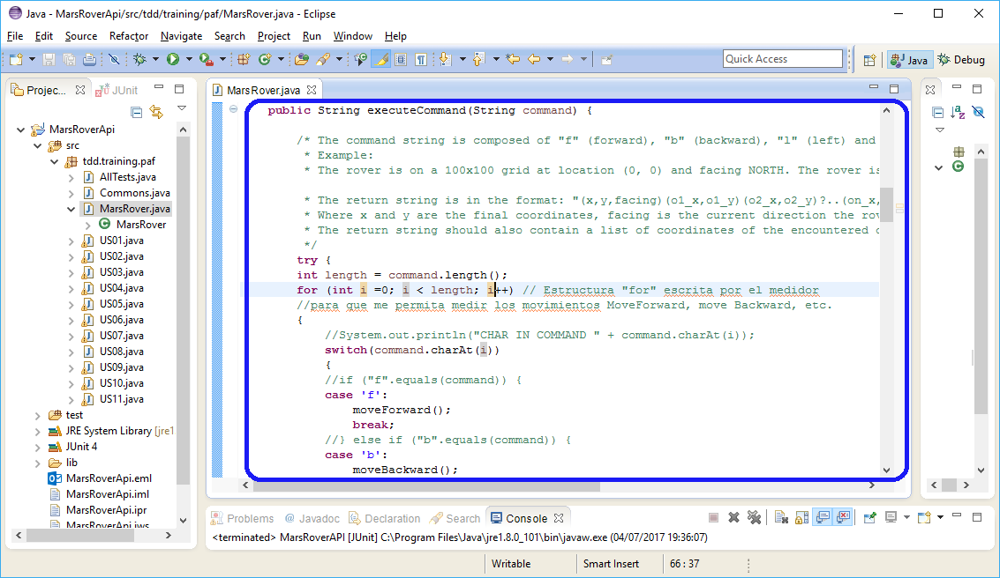 Java - MarsRoverApi/src/tdd/training/paf/MarsRover.java - Eclipse
File Edit Source Refactor Navigate Search Project Run Window Help
Quick Access Java Debug
Projec... JUnit
MarsRoverApi
src
tdd.training.paf
AllTests.java
Commons.java
MarsRover.java
MarsRover
US01.java
US02.java
US03.java
US04.java
US05.java
US06.java
US07.java
US08.java
US09.java
US10.java
US11.java
test
JRE System Library [jre1
JUnit 4
lib
MarsRoverApi.eml
MarsRoverApi.iml
MarsRoverApi.ipr
MarsRoverApi.iws
MarsRover.java
public String executeCommand(String command) {
/* The command string is composed of "f" (forward), "b" (backward), "l" (left) and
* Example:
* The rover is on a 100x100 grid at location (0, 0) and facing NORTH. The rover is
* The return string is in the format: "(x,y,facing)(o1_x,o1_y)(o2_x,o2_y)?..(on_x,
* Where x and y are the final coordinates, facing is the current direction the rov
* The return string should also contain a list of coordinates of the encountered
*/
try {
int length = command.length();
for (int i =0; i < length; i++) // Estructura "for" escrita por el medidor
//para que me permita medir los movimientos MoveForward, move Backward, etc.
{
//System.out.println("CHAR IN COMMAND " + command.charAt(i));
switch(command.charAt(i))
{
//if ("f".equals(command)) {
case 'f':
moveForward();
break;
//} else if ("b".equals(command)) {
case 'b':
moveBackward();
Problems @ Javadoc Declaration Search Console
<terminated> MarsRoverAPI [JUnit] C:\Program Files\Java\jre1.8.0_101\bin\javaw.exe (04/07/2017 19:36:07)
Writable Smart Insert 66 : 37